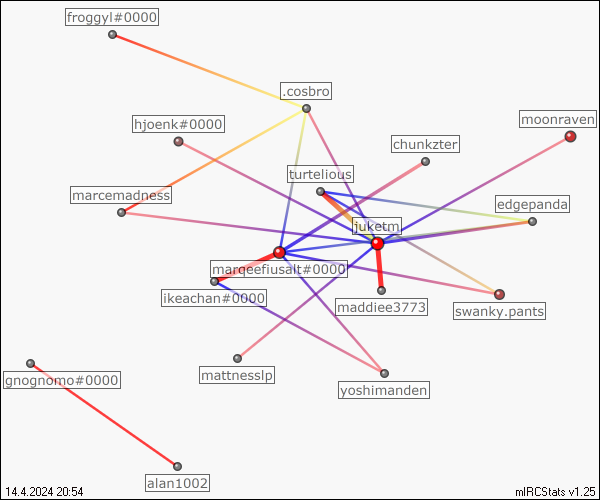 froggyl#0000
.cosbro
moonraven
hjoenk#0000
chunkzter
turtelious
marcemadness
edgepanda
juketm
marqeefiusalt#0000
ikeachan#0000
maddiee3773
swanky.pants
gnognomo#0000
mattnesslp
yoshimanden
alan1002
14.4.2024 20:54
mIRCStats v1.25